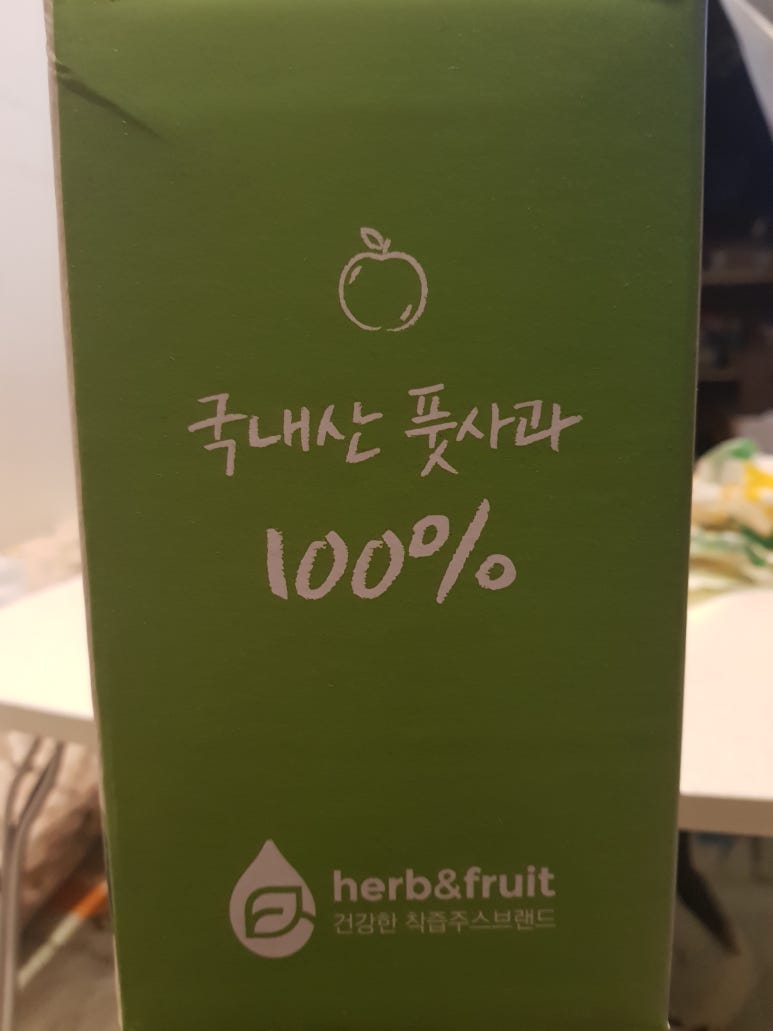 국내산 풋사과
100%
herb&fruit
건강한 착즙주스브랜드